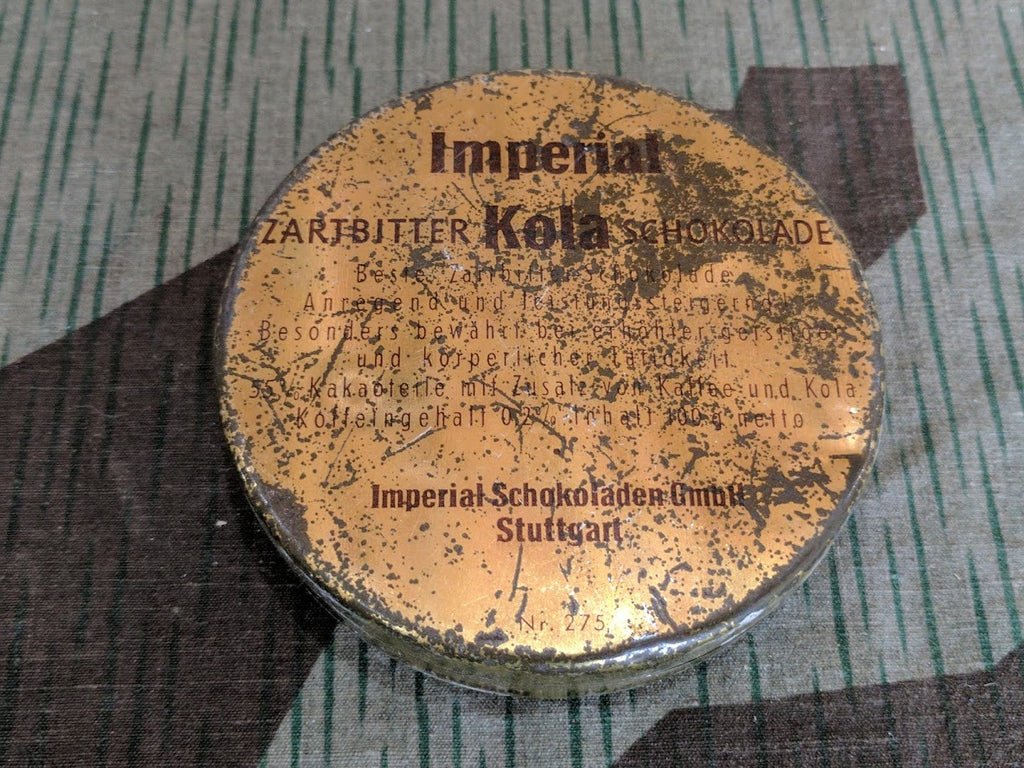 Imperial
ZARTBITTER Kola SCHOKOLADE
Beste Zartbitter-Schokolade
Anregend und leistungssteigernd!
Besonders bewährt bei erhöhter geistiger
und körperlicher Tätigkeit
55% Kakaoteile mit Zusatz von Kaffee und Kola
Koffeingehalt 0,2% Inhalt 100 g netto
Imperial-Schokoladen GmbH
Stuttgart
Nr. 275